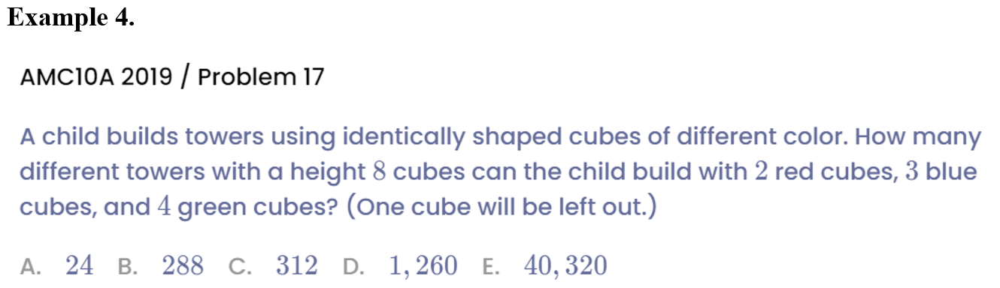 Example 4.
AMC10A 2019 / Problem 17
A child builds towers using identically shaped cubes of different color. How many
different towers with a height 8 cubes can the child build with 2 red cubes, 3 blue
cubes, and 4 green cubes? (One cube will be left out.)
A. 24 B. 288 C. 312 D. 1, 260 E. 40, 320